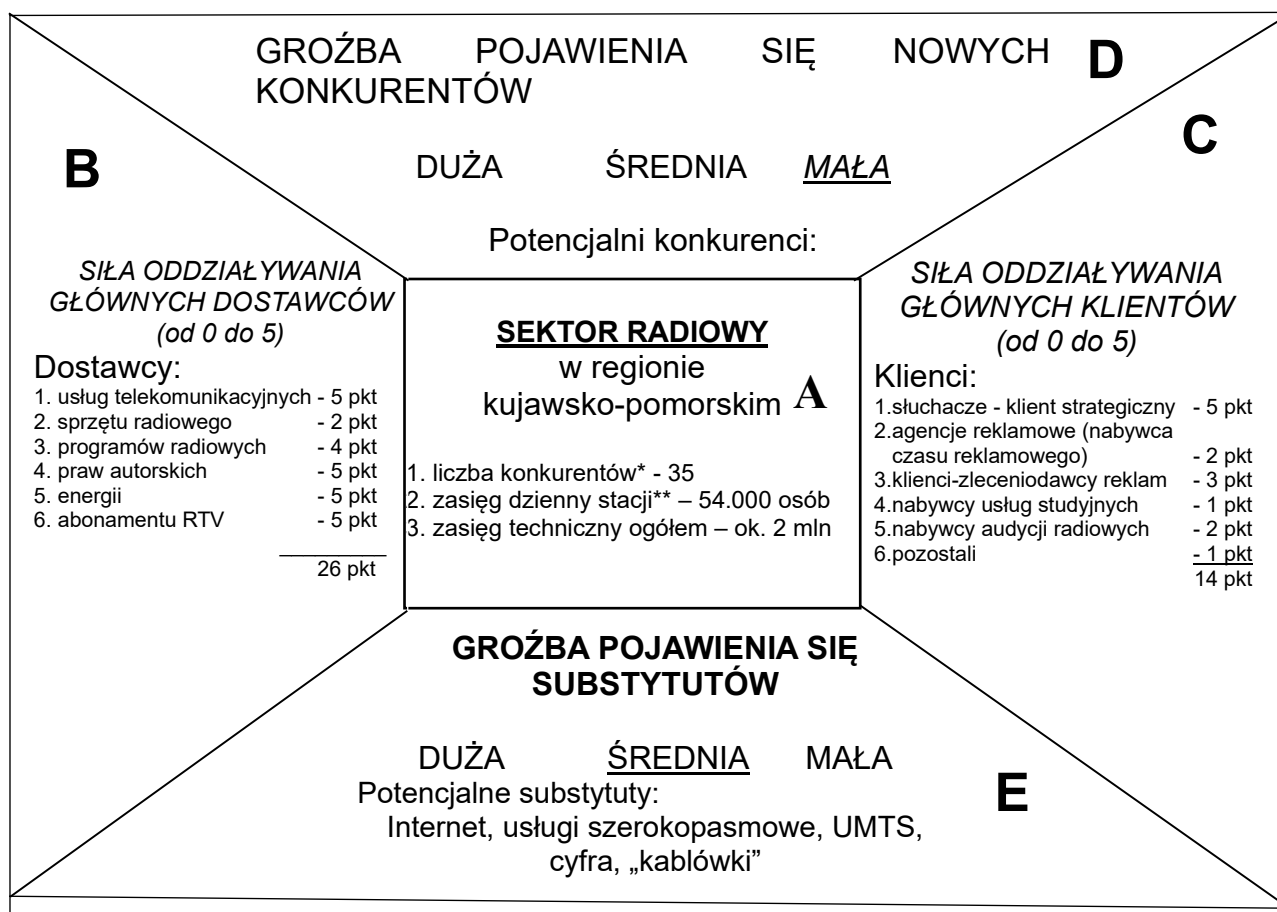 GROŹBA POJAWIENIA SIĘ NOWYCH
KONKURENTÓW
D
DUŻA ŚREDNIA MAŁA
Potencjalni konkurenci:
B
SIŁA ODDZIAŁYWANIA
GŁÓWNYCH DOSTAWCÓW
(od 0 do 5)
Dostawcy:
1. usług telekomunikacyjnych - 5 pkt
2. sprzętu radiowego - 2 pkt
3. programów radiowych - 4 pkt
4. praw autorskich - 5 pkt
5. energii - 5 pkt
6. abonamentu RTV - 5 pkt
26 pkt
SEKTOR RADIOWY
w regionie
kujawsko-pomorskim
A
1. liczba konkurentów* - 35
2. zasięg dzienny stacji** – 54.000 osób
3. zasięg techniczny ogółem – ok. 2 mln
C
SIŁA ODDZIAŁYWANIA
GŁÓWNYCH KLIENTÓW
(od 0 do 5)
Klienci:
1.słuchacze - klient strategiczny - 5 pkt
2.agencje reklamowe (nabywca
czasu reklamowego) - 2 pkt
3.klienci-zleceniodawcy reklam - 3 pkt
4.nabywcy usług studyjnych - 1 pkt
5.nabywcy audycji radiowych - 2 pkt
6.pozostali - 1 pkt
14 pkt
GROŹBA POJAWIENIA SIĘ
SUBSTYTUTÓW
DUŻA ŚREDNIA MAŁA
E
Potencjalne substytuty:
Internet, usługi szerokopasmowe, UMTS,
cyfra, „kablówki”